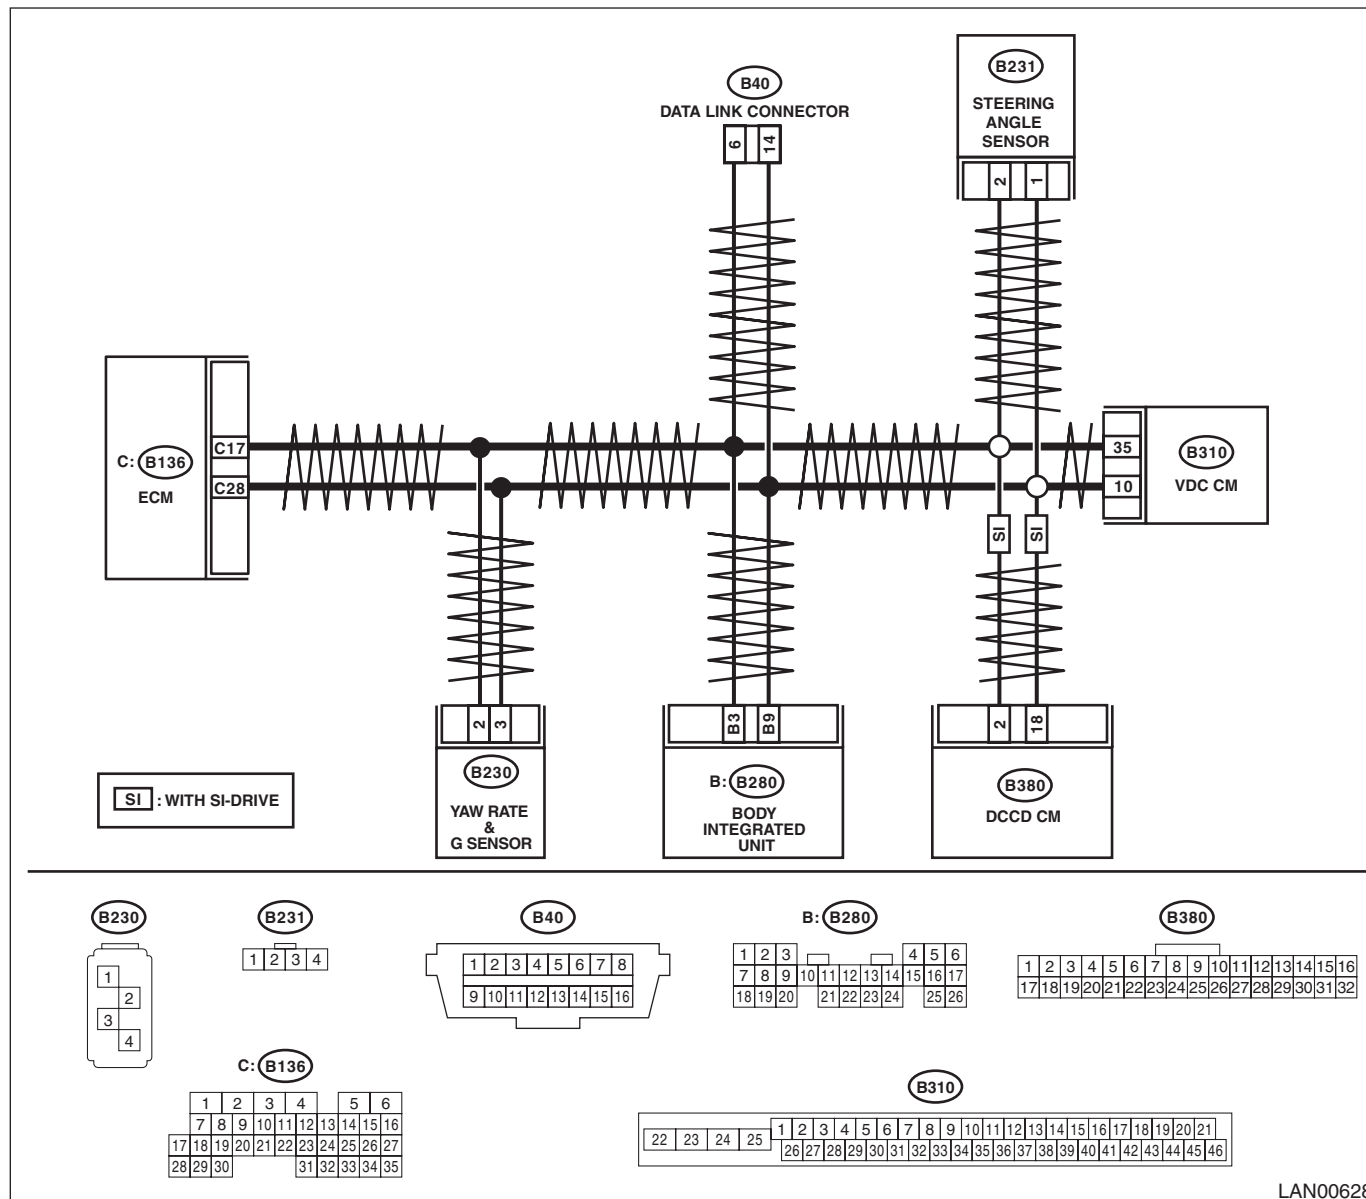 B40
DATA LINK CONNECTOR
6 14
B231
STEERING
ANGLE
SENSOR
2 1
C: B136
ECM
C17
C28
35
10
B310
VDC CM
SI SI
2 3
B230
YAW RATE
&
G SENSOR
B3 B9
B: B280
BODY
INTEGRATED
UNIT
2 18
B380
DCCD CM
SI : WITH SI-DRIVE
B230
1
2
3
4
B231
1 2 3 4
B40
1 2 3 4 5 6 7 8
9 10 11 12 13 14 15 16
B: B280
1 2 3 4 5 6
7 8 9 10 11 12 13 14 15 16 17
18 19 20 21 22 23 24 25 26
B380
1 2 3 4 5 6 7 8 9 10 11 12 13 14 15 16
17 18 19 20 21 22 23 24 25 26 27 28 29 30 31 32
C: B136
1 2 3 4 5 6
7 8 9 10 11 12 13 14 15 16
17 18 19 20 21 22 23 24 25 26 27
28 29 30 31 32 33 34 35
B310
1 2 3 4 5 6 7 8 9 10 11 12 13 14 15 16 17 18 19 20 21
22 23 24 25
26 27 28 29 30 31 32 33 34 35 36 37 38 39 40 41 42 43 44 45 46
LAN00628